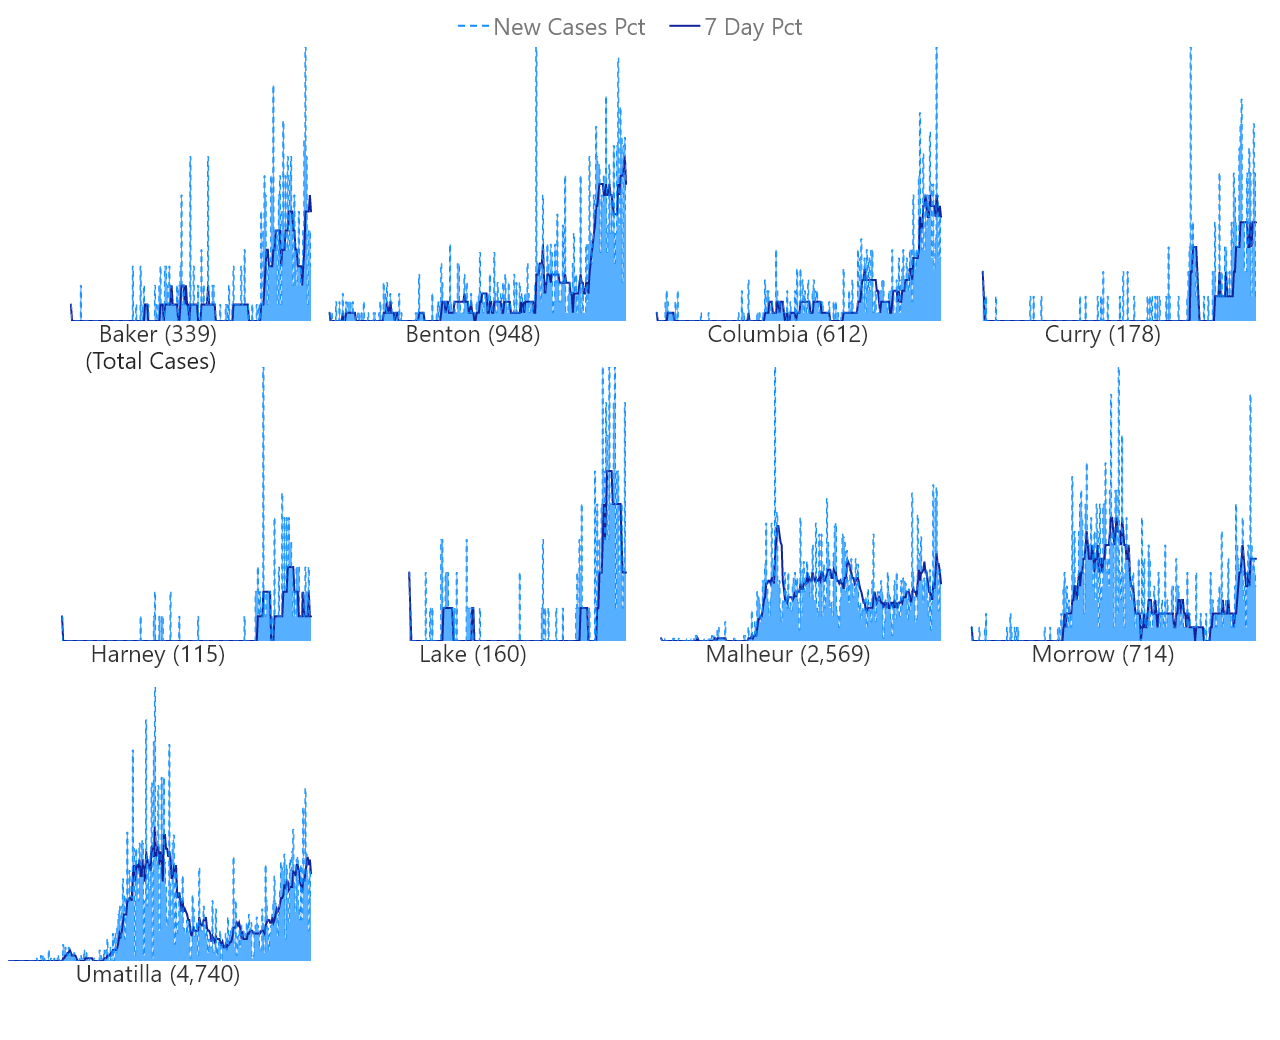 New Cases Pct 7 Day Pct
Baker (339)
(Total Cases)
Benton (948)
Columbia (612)
Curry (178)
Harney (115)
Lake (160)
Malheur (2,569)
Morrow (714)
Umatilla (4,740)